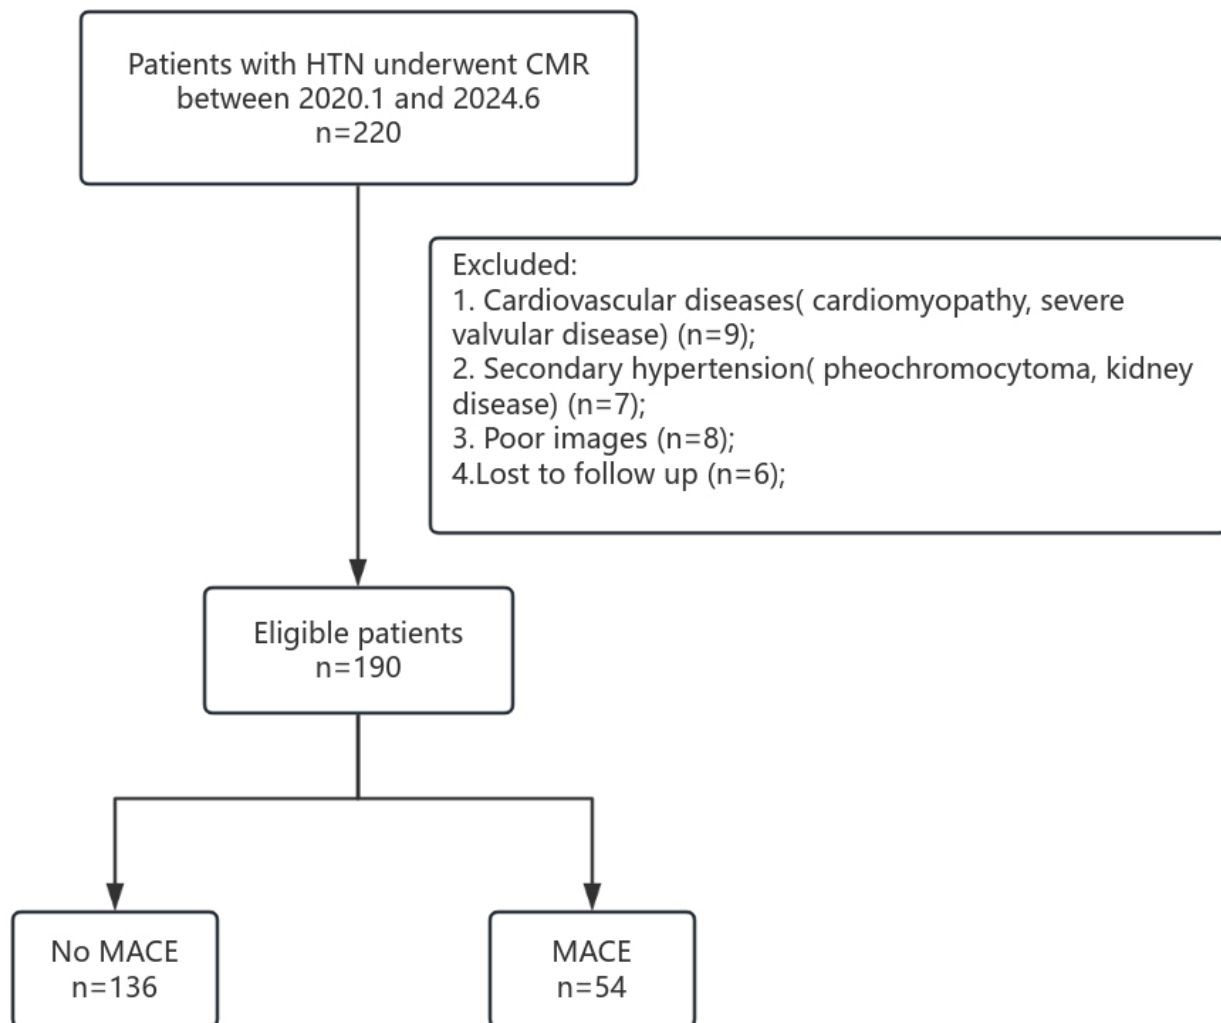 Patients with HTN underwent CMR
between 2020.1 and 2024.6
n=220
Excluded:
1. Cardiovascular diseases( cardiomyopathy, severe
valvular disease) (n=9);
2. Secondary hypertension( pheochromocytoma, kidney
disease) (n=7);
3. Poor images (n=8);
4.Lost to follow up (n=6);
Eligible patients
n=190
No MACE
n=136
MACE
n=54